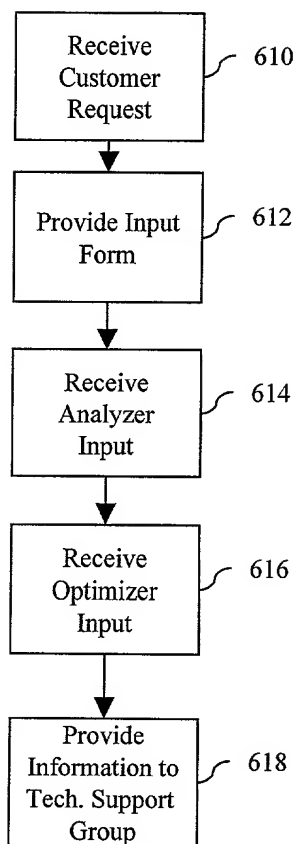 Receive
Customer
Request
610
Provide Input
Form
612
Receive
Analyzer
Input
614
Receive
Optimizer
Input
616
Provide
Information to
Tech. Support
Group
618